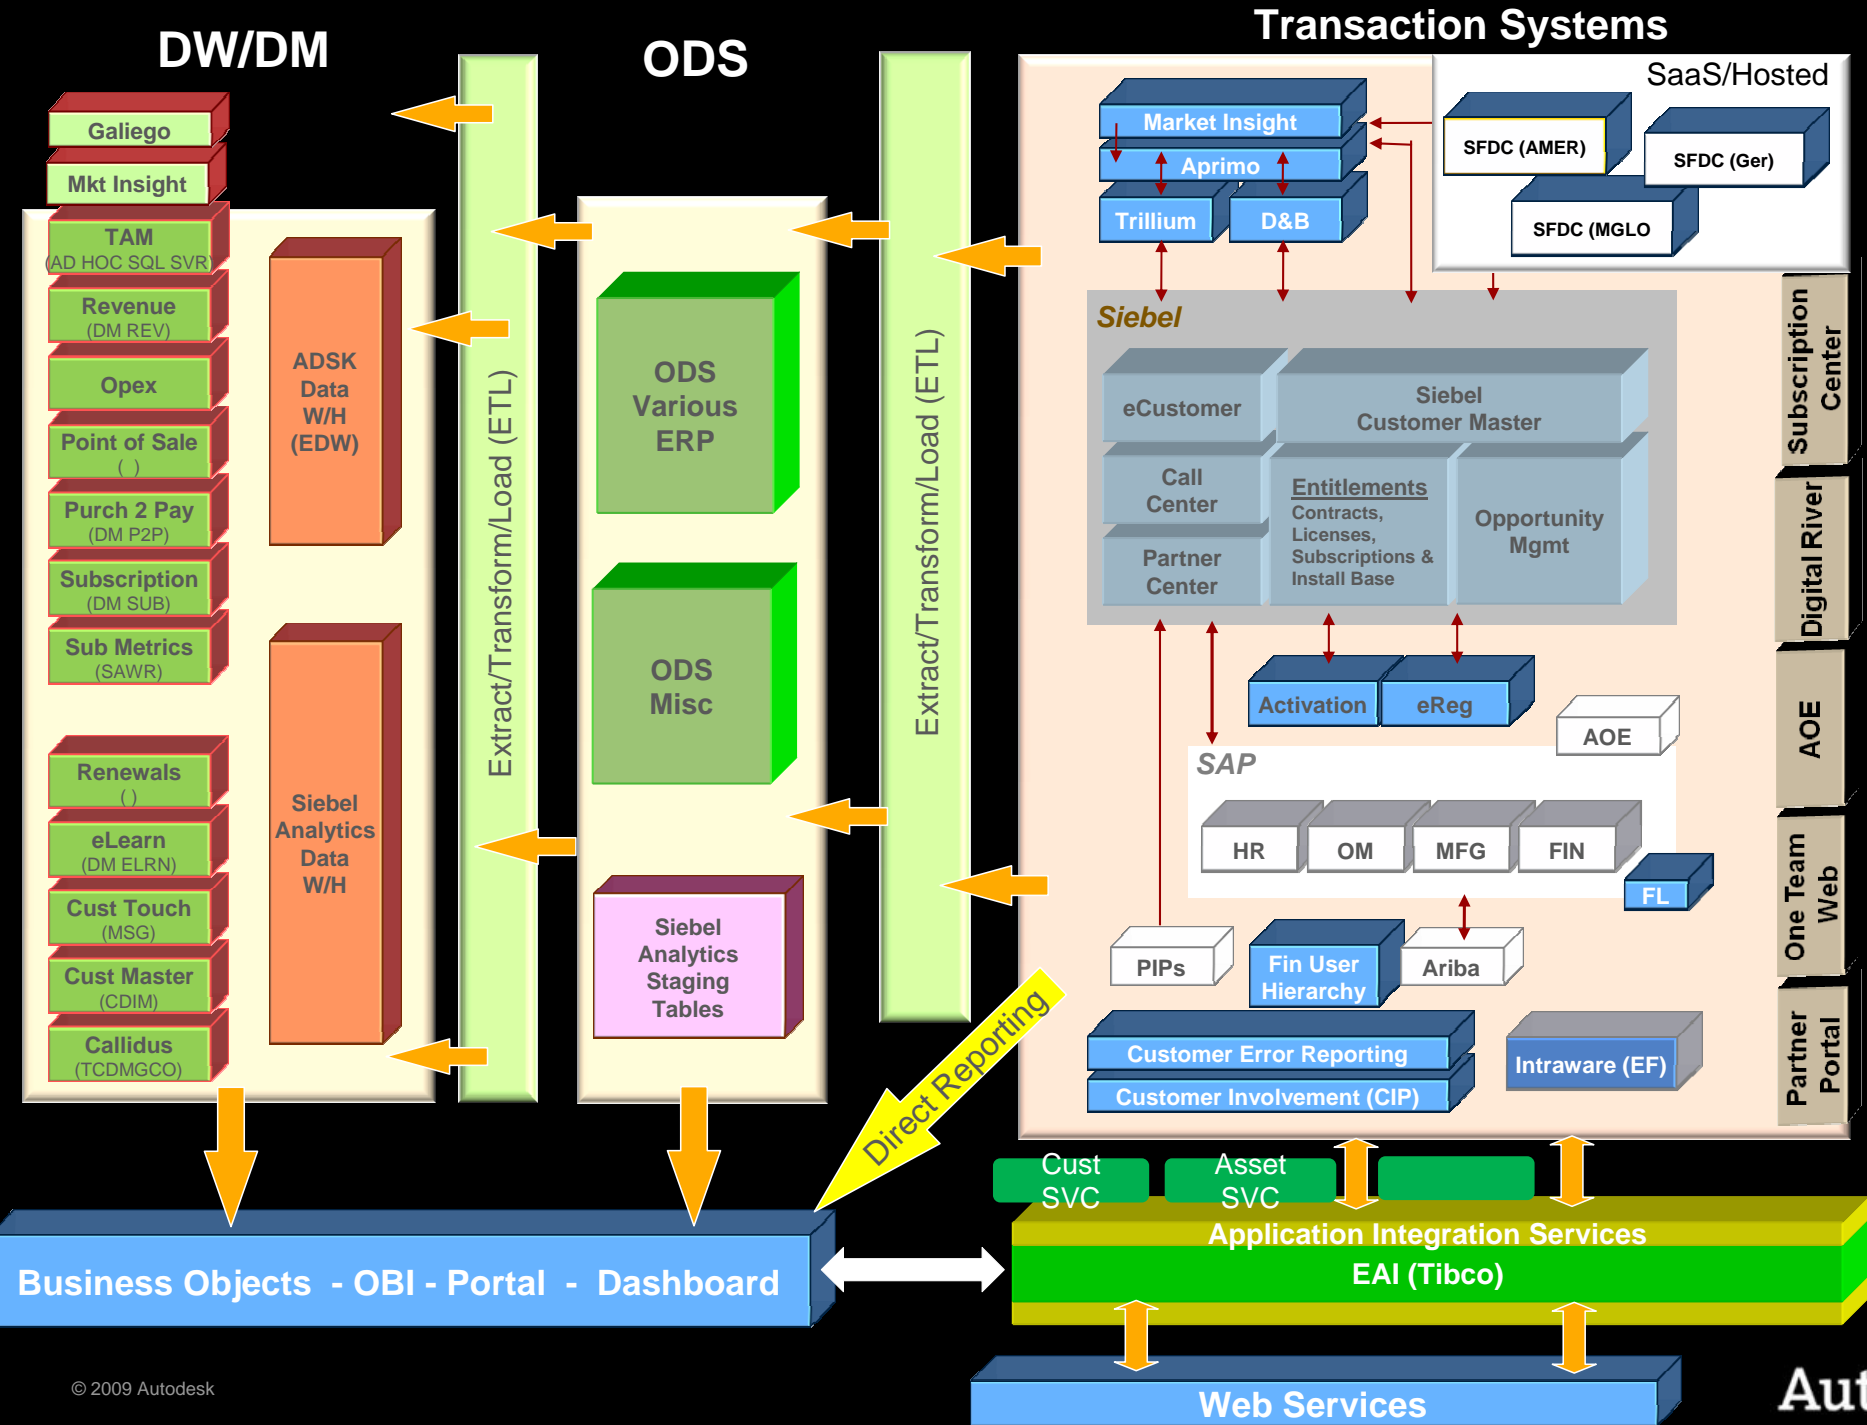 DW/DM
ODS
Transaction Systems
Galiego
Mkt Insight
TAM
(AD HOC SQL SVR)
Revenue
(DM REV)
Opex
Point of Sale
( )
Purch 2 Pay
(DM P2P)
Subscription
(DM SUB)
Sub Metrics
(SAWR)
Renewals
( )
eLearn
(DM ELRN)
Cust Touch
(MSG)
Cust Master
(CDIM)
Callidus
(TCDMGCO)
ADSK
Data
W/H
(EDW)
Siebel
Analytics
Data
W/H
Extract/Transform/Load (ETL)
ODS
Various
ERP
ODS
Misc
Siebel
Analytics
Staging
Tables
Extract/Transform/Load (ETL)
Market Insight
Aprimo
Trillium
D&B
SaaS/Hosted
SFDC (AMER)
SFDC (Ger)
SFDC (MGLO
Siebel
eCustomer
Siebel
Customer Master
Call
Center
Partner
Center
Entitlements
Contracts,
Licenses,
Subscriptions &
Install Base
Opportunity
Mgmt
Activation
eReg
AOE
SAP
HR
OM
MFG
FIN
FL
PIPs
Fin User
Hierarchy
Ariba
Customer Error Reporting
Customer Involvement (CIP)
Intraware (EF)
Subscription
Center
Digital River
AOE
One Team
Web
Partner
Portal
Direct Reporting
Cust
SVC
Asset
SVC
Application Integration Services
EAI (Tibco)
Business Objects - OBI - Portal - Dashboard
Web Services
© 2009 Autodesk
Aut